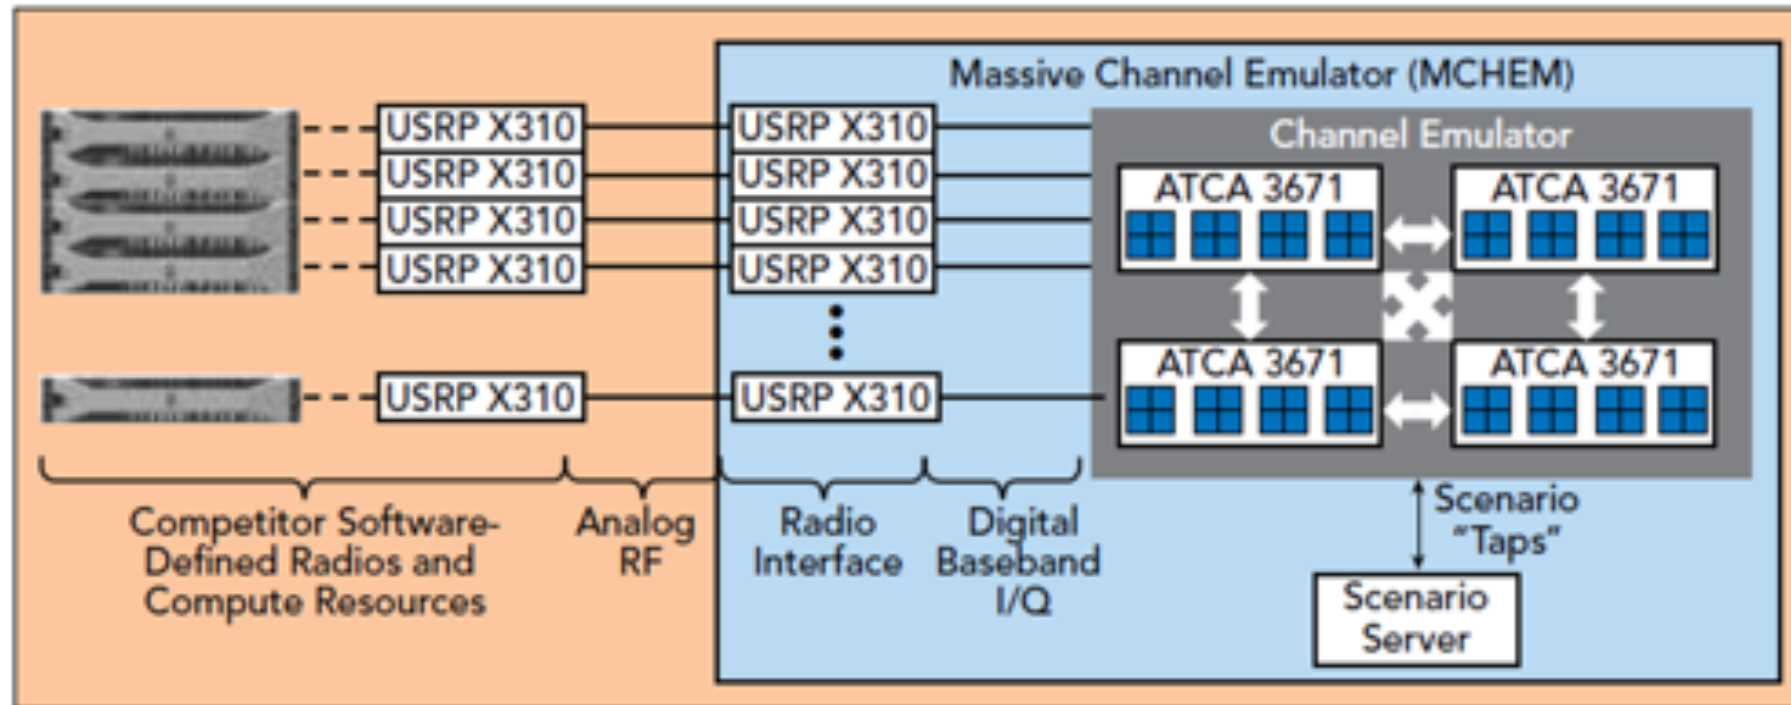 Massive Channel Emulator (MCHEM)
USRP X310
USRP X310
USRP X310
USRP X310
USRP X310
USRP X310
USRP X310
USRP X310
USRP X310
USRP X310
Channel Emulator
ATCA 3671
ATCA 3671
ATCA 3671
ATCA 3671
Competitor Software-
Defined Radios and
Compute Resources
Analog
RF
Radio
Interface
Digital
Baseband
I/Q
Scenario
"Taps"
Scenario
Server